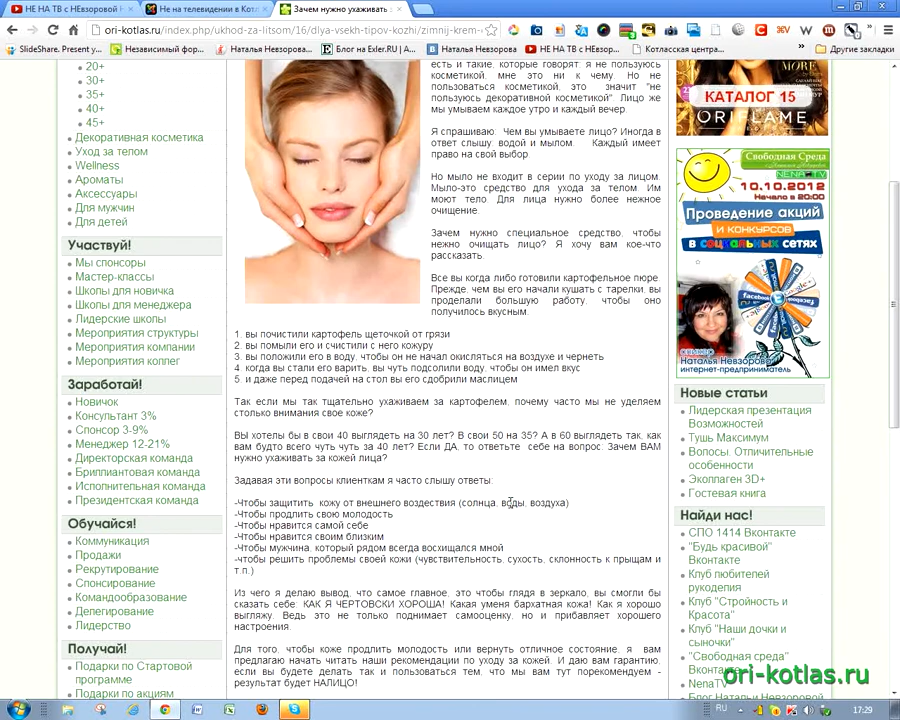 НЕ НА ТВ с НЕвзоровой Н
Не на телевидении в Котл
Зачем нужно ухаживать з
ori-kotlas.ru/index.php/ukhod-za-litsom/16/dlya-vsekh-tipov-kozhi/zimnij-krem-
SlideShare. Present y...
Независимый фор...
Наталья Невзорова...
Блог на Exler.RU | А...
Наталья Невзорова
НЕ НА ТВ с НЕвзор...
Котласская центра...
Другие закладки
20+
30+
35+
40+
45+
Декоративная косметика
Уход за телом
Wellness
Ароматы
Аксессуары
Для мужчин
Для детей
Участвуй!
Мы спонсоры
Мастер-классы
Школы для новичка
Школы для менеджера
Лидерские школы
Мероприятия структуры
Мероприятия компании
Мероприятия коллег
Заработай!
Новичок
Консультант 3%
Спонсор 3-9%
Менеджер 12-21%
Директорская команда
Бриллиантовая команда
Исполнительная команда
Президентская команда
Обучайся!
Коммуникация
Продажи
Рекрутирование
Спонсирование
Командообразование
Делегирование
Лидерство
Получай!
Подарки по Стартовой
программе
Подарки по акциям
есть и такие, которые говорят: я не пользуюсь
косметикой, мне это ни к чему. Но не
пользоваться косметикой, это значит "не
пользуюсь декоративной косметикой". Лицо же
мы умываем каждое утро и каждый вечер.
Я спрашиваю: Чем вы умываете лицо? Иногда в
ответ слышу: водой и мылом. Каждый имеет
право на свой выбор.
Но мыло не входит в серии по уходу за лицом.
Мыло-это средство для ухода за телом. Им
моют тело. Для лица нужно более нежное
очищение.
Зачем нужно специальное средство, чтобы
нежно очищать лицо? Я хочу вам кое-что
рассказать.
Все вы когда либо готовили картофельное пюре.
Прежде, чем вы его начали кушать с тарелки, вы
проделали большую работу, чтобы оно
получилось вкусным.
1. вы почистили картофель щеточкой от грязи
2. вы помыли его и счистили с него кожуру
3. вы положили его в воду, чтобы он не начал окисляться на воздухе и чернеть
4. когда вы стали его варить, вы чуть подсолили воду, чтобы он имел вкус
5. и даже перед подачей на стол вы его сдобрили маслицем
Так если мы так тщательно ухаживаем за картофелем, почему часто мы не уделяем
столько внимания свое коже?
ВЫ хотелы бы в свои 40 выглядеть на 30 лет? В свои 50 на 35? А в 60 выглядеть так, как
вам будто всего чуть чуть за 40 лет? Если ДА, то ответьте себе на вопрос. Зачем ВАМ
нужно ухаживать за кожей лица?
Задавая эти вопросы клиенткам я часто слышу ответы:
-Чтобы защитить кожу от внешнего воздествия (солнца, воды, воздуха)
-Чтобы продлить свою молодость
-Чтобы нравится самой себе
-Чтобы нравится своим близким
-Чтобы мужчина, который рядом всегда восхищался мной
-чтобы решить проблемы своей кожи (чувствительность, сухость, склонность к прыщам и
т.п.)
Из чего я делаю вывод, что самое главное, это чтобы глядя в зеркало, вы смогли бы
сказать себе: КАК Я ЧЕРТОВСКИ ХОРОША! Какая уменя бархатная кожа! Как я хорошо
выгляжу. Ведь это не только поднимает самооценку, но и прибавляет хорошего
настроения.
Для того, чтобы коже продлить молодость или вернуть отличное состояние, я вам
предлагаю начать читать наши рекомендации по уходу за кожей. И даю вам гарантию,
если вы будете делать так и пользоваться тем, что мы вам тут порекомендуем -
результат будет НАЛИЦО!
MORE
BY DEMI
КАТАЛОГ 15
ORIFLAME
Свободная Среда
NENA TV
10.10.2012
Начало в 20:00
Проведение акций
и конкурсов
в социальных сетях
facebook
спикер
Наталья Невзорова
интернет-предприниматель
Новые статьи
Лидерская презентация
Возможностей
Тушь Максимум
Волосы. Отличительные
особенности
Эколлаген 3D+
Гостевая книга
Найди нас!
СПО 1414 Вконтакте
"Будь красивой"
Вконтакте
Клуб любителей
рукоделия
Клуб "Стройность и
Красота"
Клуб "Наши дочки и
сыночки"
"Свободная среда"
Вконтакте
NenaTV
Блог Натальи Невзоровой
ori-kotlas.ru
RU
17:29